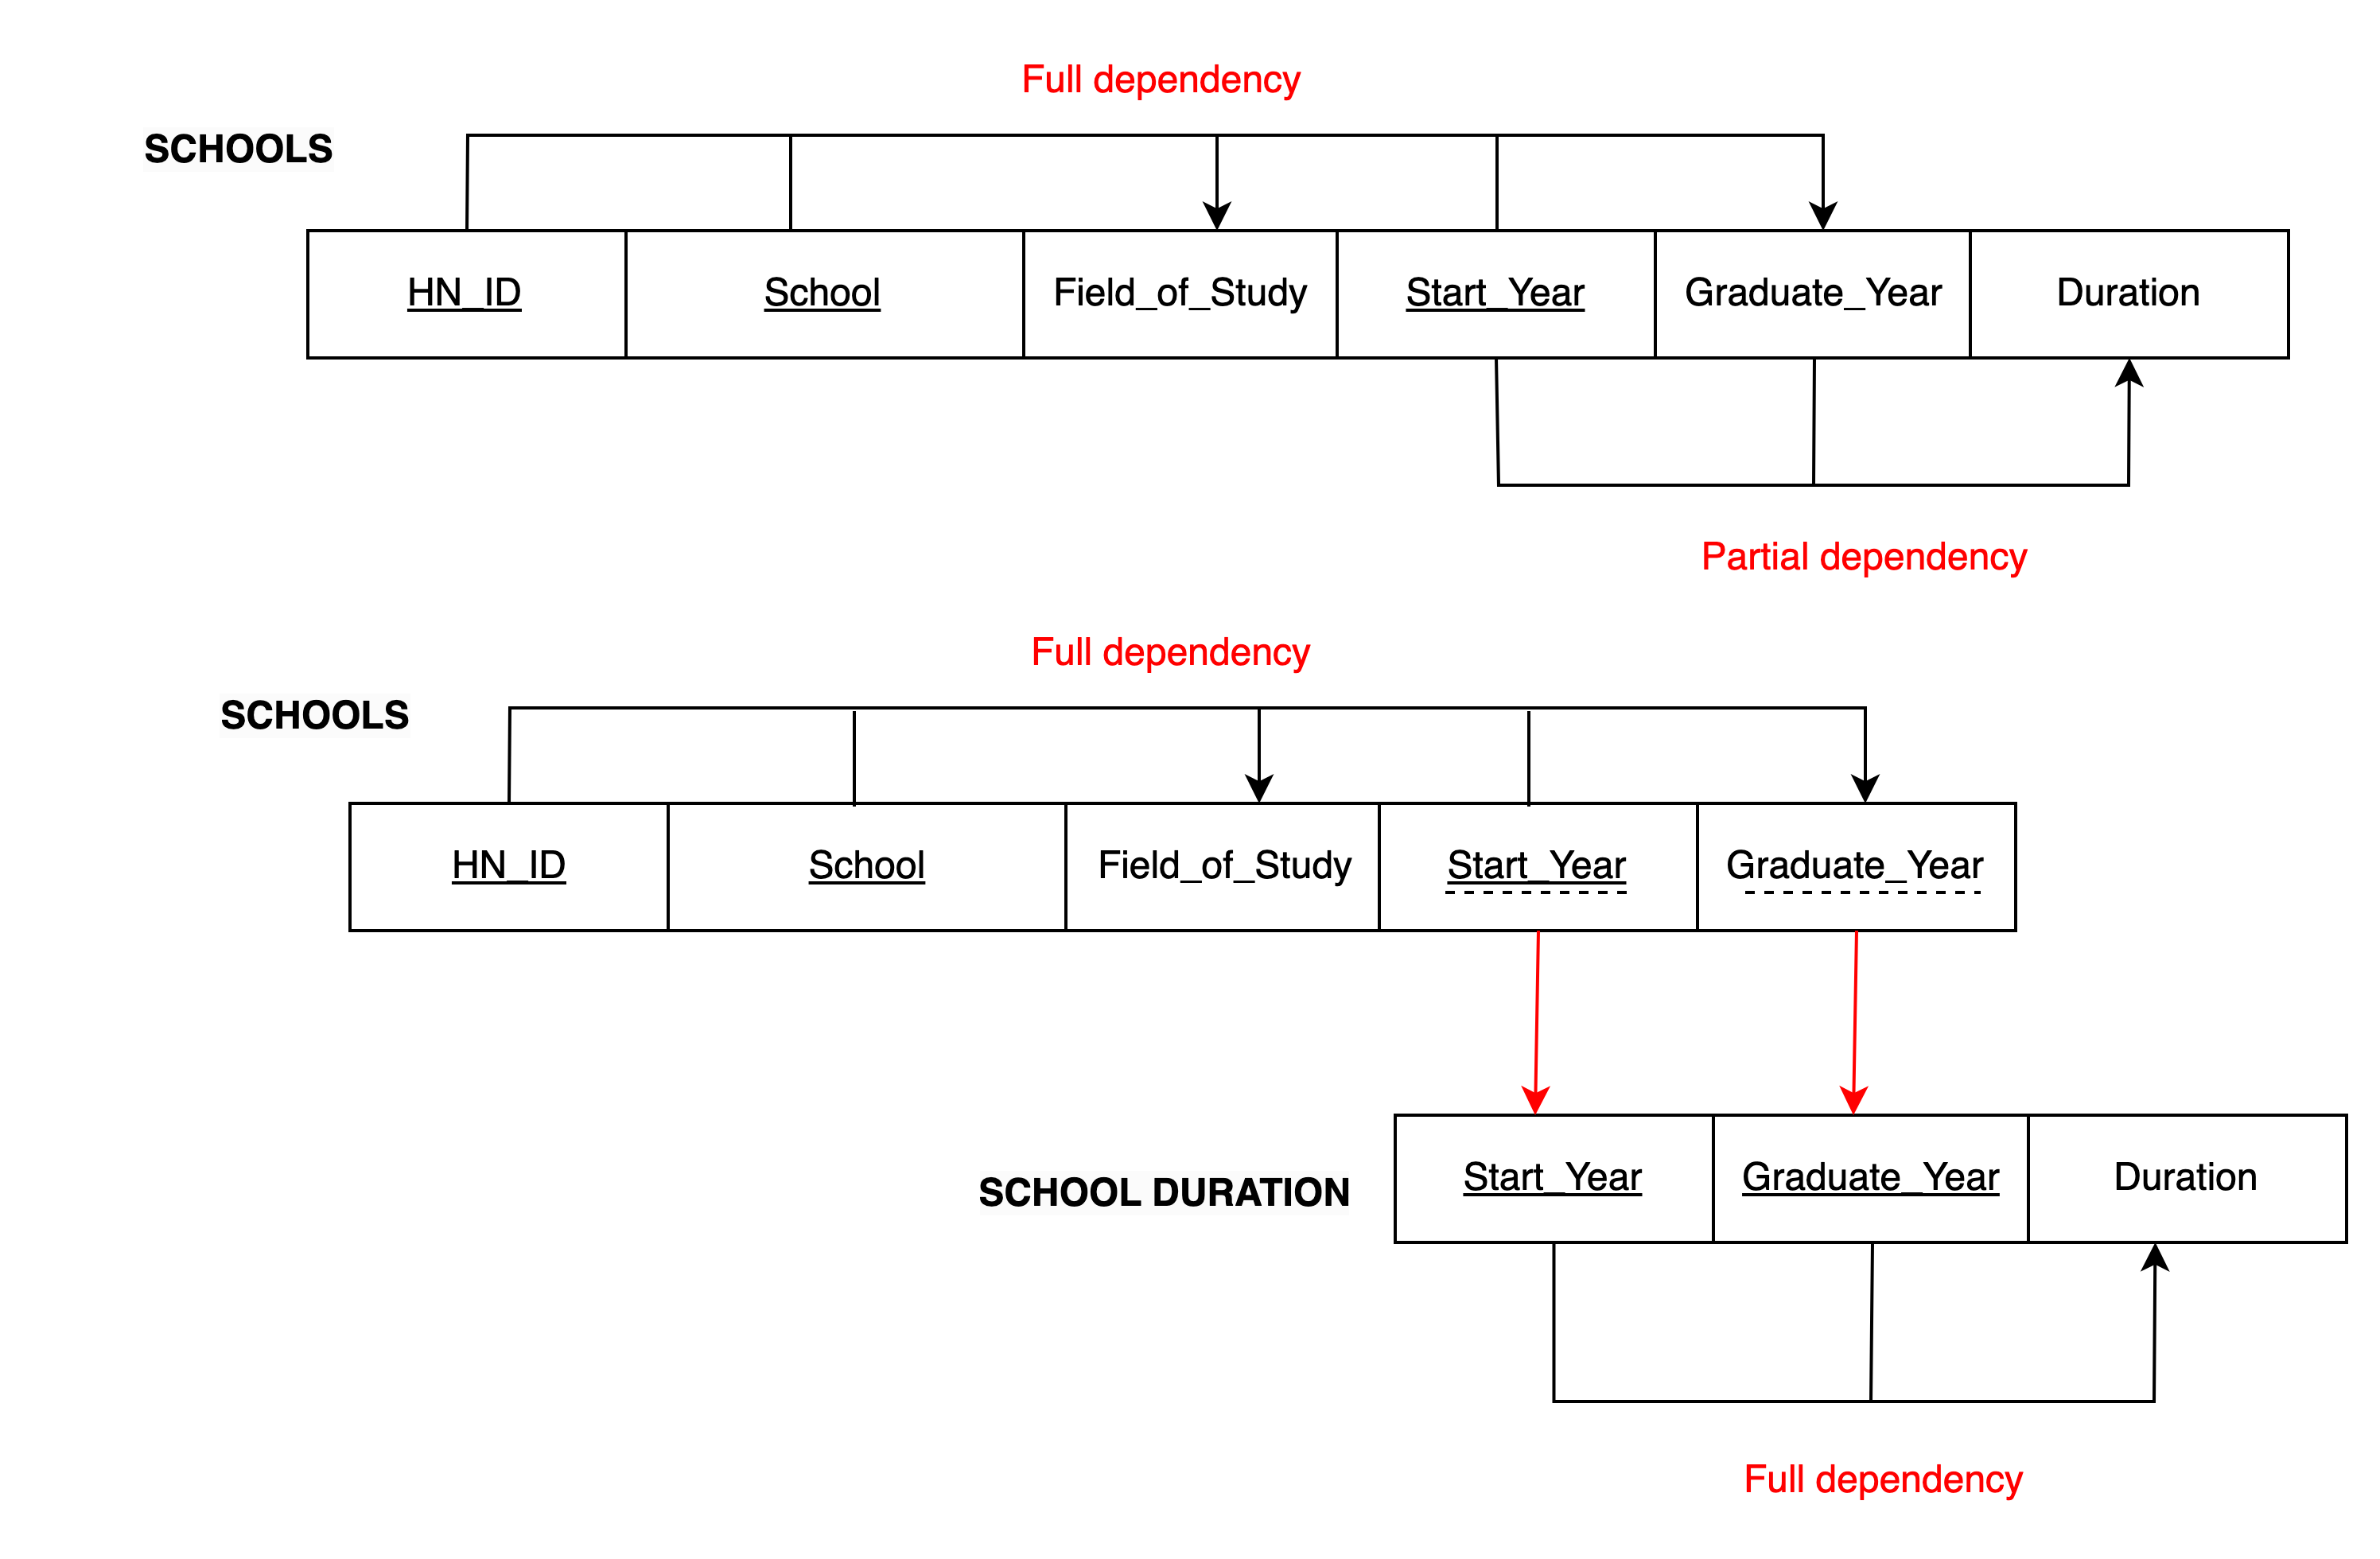 Full dependency
SCHOOLS
HN_ID School Field_of_Study Start_Year Graduate_Year Duration
Partial dependency
Full dependency
SCHOOLS
HN_ID School Field_of_Study Start_Year Graduate_Year
SCHOOL DURATION
Start_Year Graduate_Year Duration
Full dependency